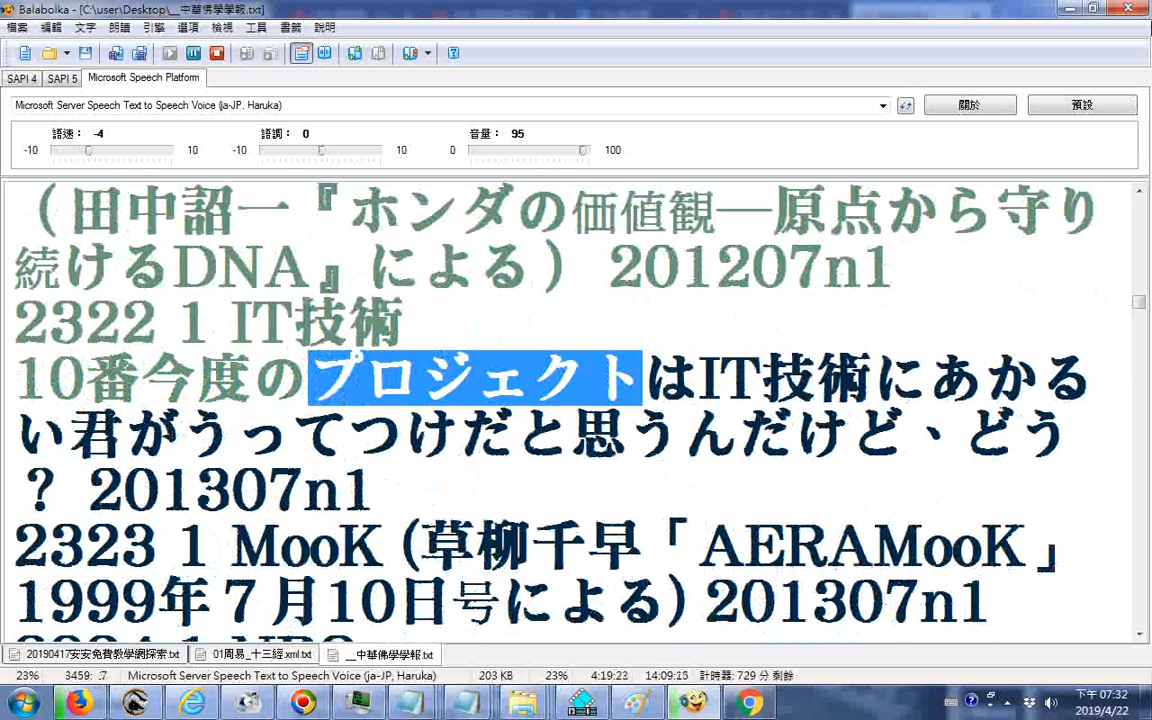 Balabolka - [C:\user\Desktop\__中華佛學學報.txt]
檔案 編輯 文字 朗讀 引擎 選項 檢視 工具 書籤 說明
SAPI 4 SAPI 5 Microsoft Speech Platform
Microsoft Server Speech Text to Speech Voice (ja-JP, Haruka) 關於 預設
語速： -4 語調： 0 音量： 95
-10 10 -10 10 0 100
（田中詔一『ホンダの価値観―原点から守り
続けるDNA』による） 201207n1
2322 1 IT技術
10番今度のプロジェクトはIT技術にあかる
い君がうってつけだと思うんだけど、どう
？ 201307n1
2323 1 MooK (草柳千早「AERAMooK」
1999年７月10日号による) 201307n1
20190417安安免費教學網探索.txt 01周易_十三經.xml.txt __中華佛學學報.txt
23% 3459: :7 Microsoft Server Speech Text to Speech Voice (ja-JP, Haruka) 203 KB 23% 4:19:23 14:09:15 計時器: 729 分 剩餘
下午 07:32
2019/4/22